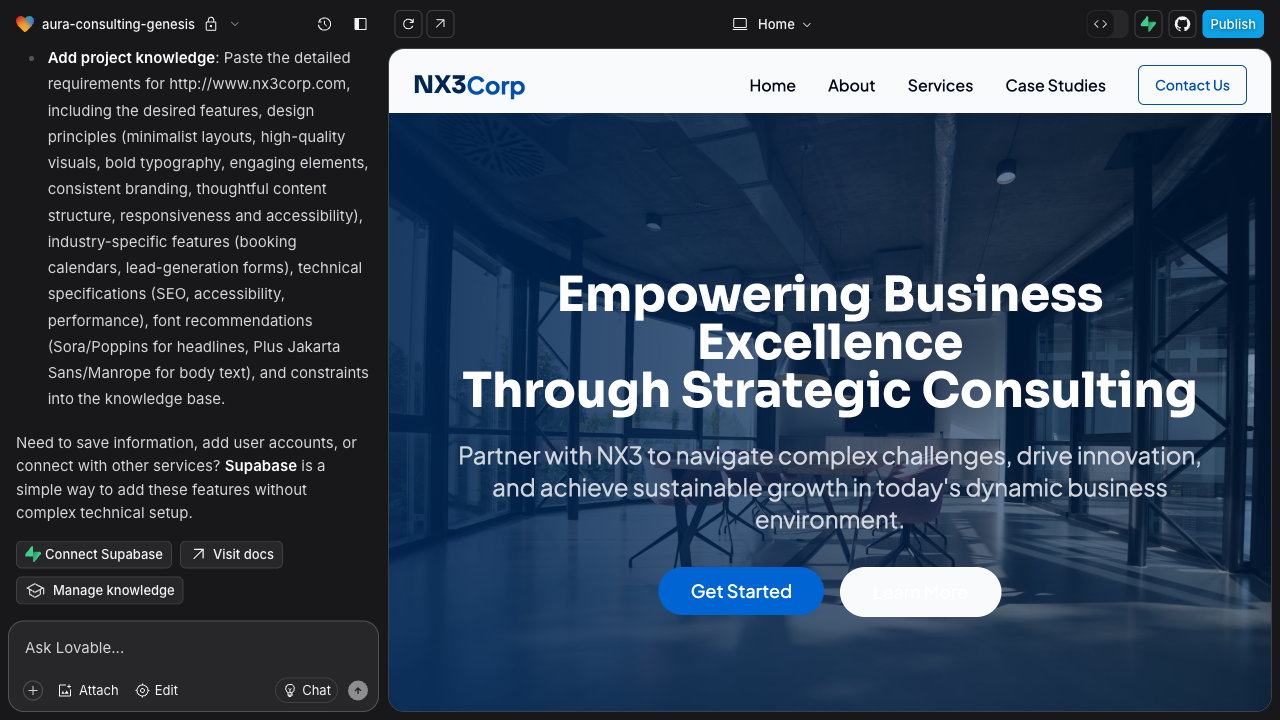 aura-consulting-genesis
Home
Publish
Add project knowledge: Paste the detailed
requirements for http://www.nx3corp.com,
including the desired features, design
principles (minimalist layouts, high-quality
visuals, bold typography, engaging elements,
consistent branding, thoughtful content
structure, responsiveness and accessibility),
industry-specific features (booking
calendars, lead-generation forms), technical
specifications (SEO, accessibility,
performance), font recommendations
(Sora/Poppins for headlines, Plus Jakarta
Sans/Manrope for body text), and constraints
into the knowledge base.
Need to save information, add user accounts, or
connect with other services? Supabase is a
simple way to add these features without
complex technical setup.
Connect Supabase
Visit docs
Manage knowledge
Ask Lovable...
Attach
Edit
Chat
NX3Corp
Home
About
Services
Case Studies
Contact Us
Empowering Business
Excellence
Through Strategic Consulting
Partner with NX3 to navigate complex challenges, drive innovation,
and achieve sustainable growth in today's dynamic business
environment.
Get Started
Learn More